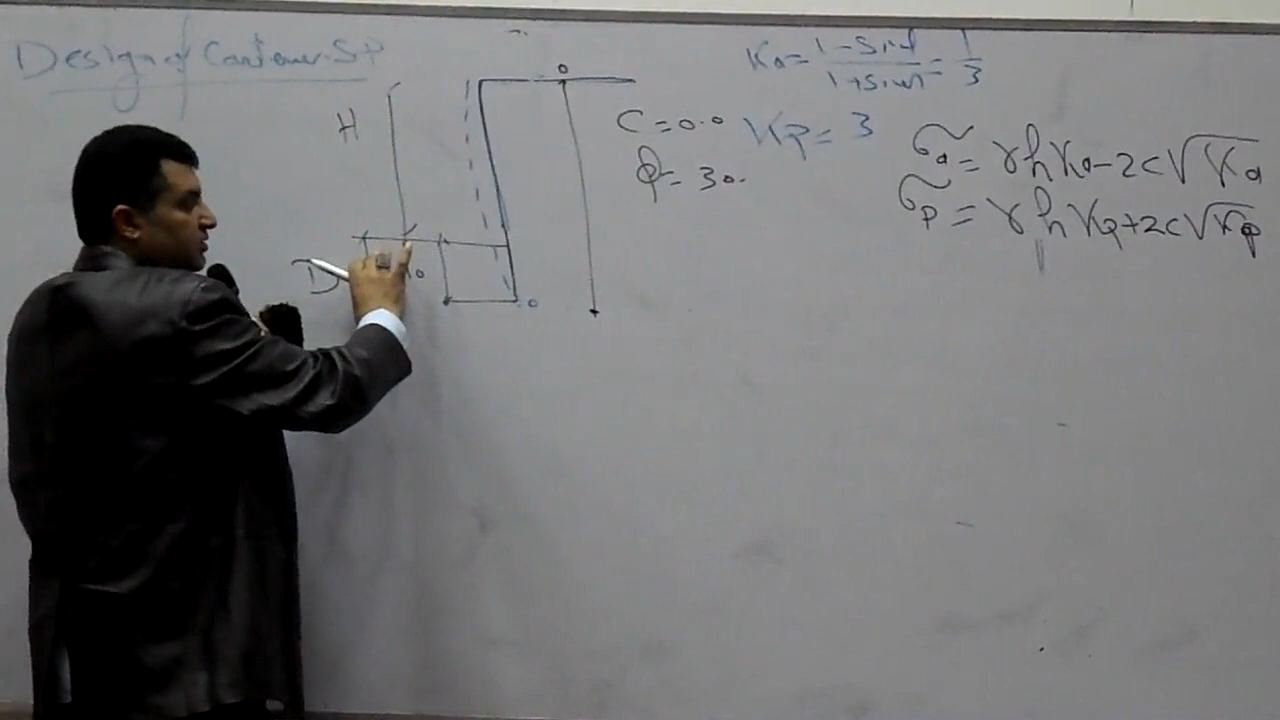 Design of Cantilever S.P
Ka = 1-sinϕ / 1+sinϕ = 1/3
H
C = 0.0
Kp = 3
ϕ = 30
σa = γhKa - 2c√Ka
σp = γhKp + 2c√Kp
D
o
o